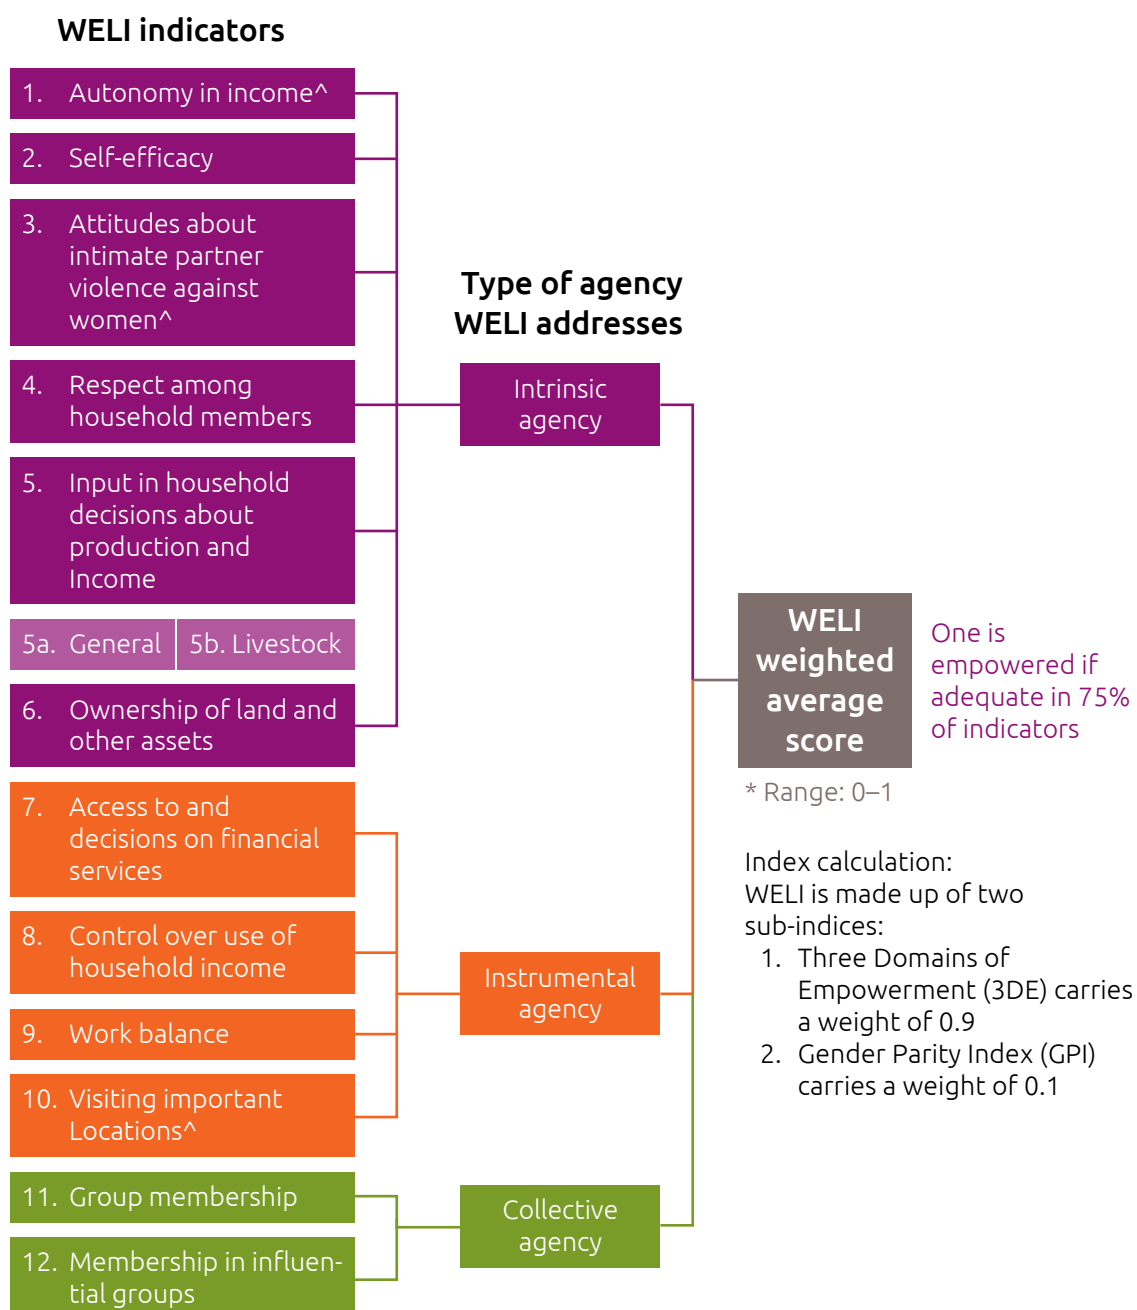 WELI indicators
1. Autonomy in income^
2. Self-efficacy
3. Attitudes about
intimate partner
violence against
women^
4. Respect among
household members
5. Input in household
decisions about
production and
Income
5a. General
5b. Livestock
6. Ownership of land and
other assets
7. Access to and
decisions on financial
services
8. Control over use of
household income
9. Work balance
10. Visiting important
Locations^
11. Group membership
12. Membership in influen-
tial groups
Type of agency
WELI addresses
Intrinsic
agency
Instrumental
agency
Collective
agency
WELI
weighted
average
score
* Range: 0–1
One is
empowered if
adequate in 75%
of indicators
Index calculation:
WELI is made up of two
sub-indices:
1. Three Domains of
Empowerment (3DE) carries
a weight of 0.9
2. Gender Parity Index (GPI)
carries a weight of 0.1